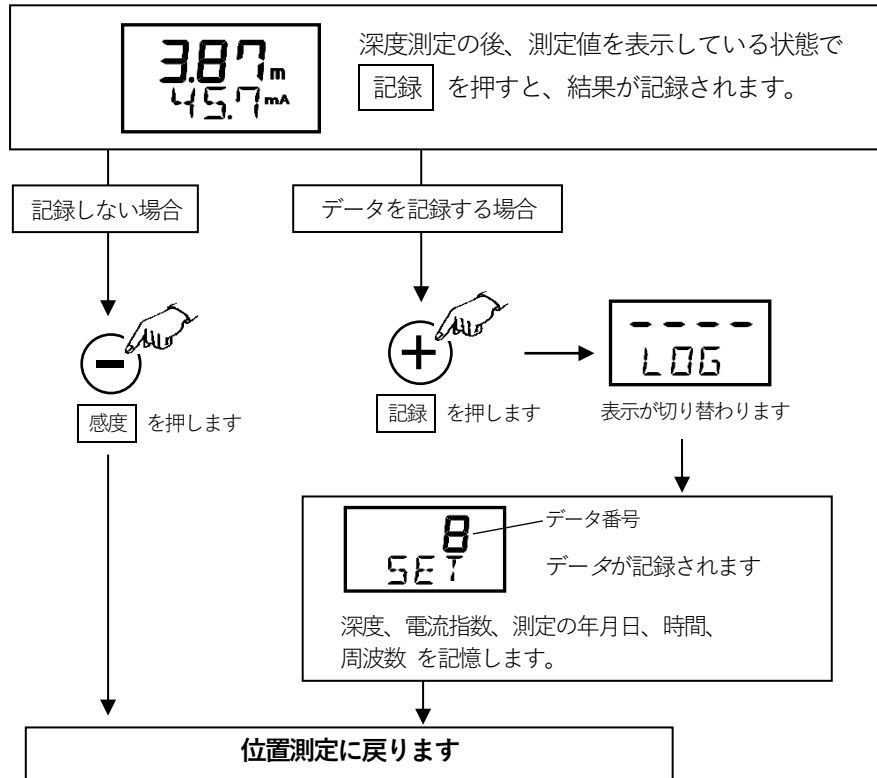 3.87m
45.7mA
深度測定の後、測定値を表示している状態で
記録 を押すと、結果が記録されます。
記録しない場合
データを記録する場合
−
感度 を押します
+
記録 を押します
----
LOG
表示が切り替わります
8
SET
データ番号
データが記録されます
深度、電流指数、測定の年月日、時間、
周波数 を記憶します。
位置測定に戻ります